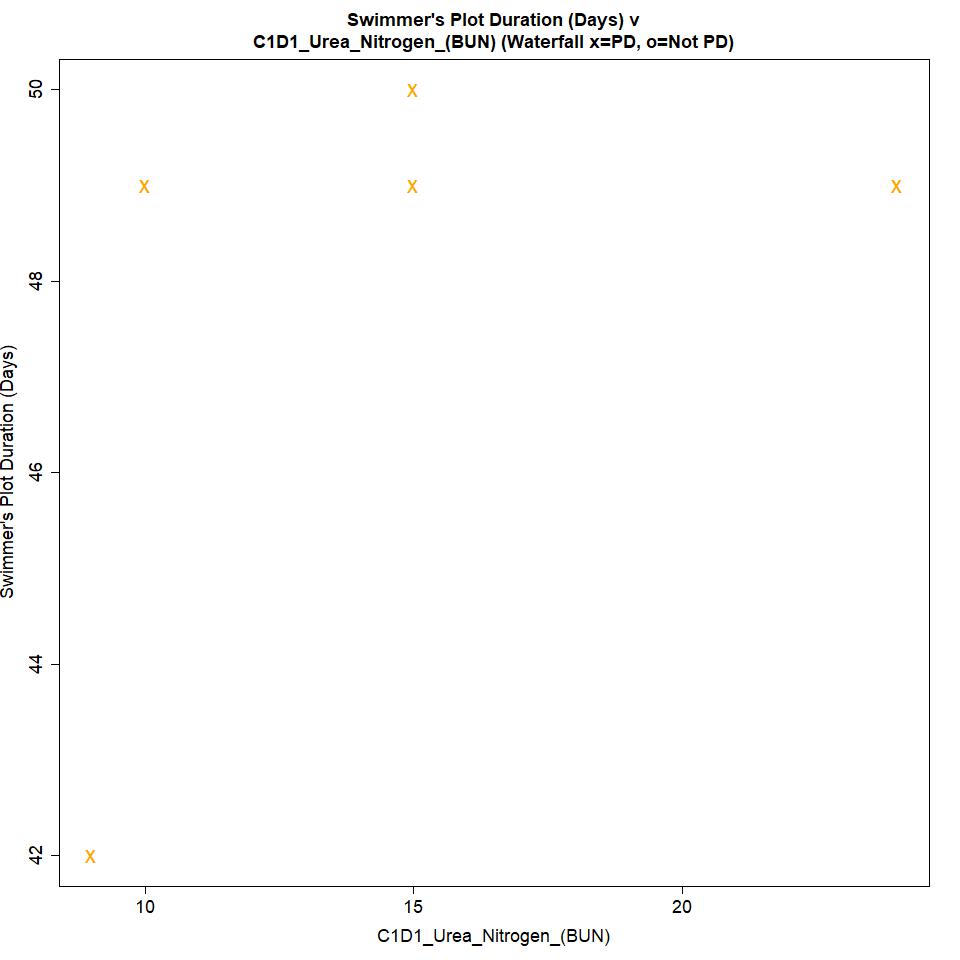 Swimmer's Plot Duration (Days) v
C1D1_Urea_Nitrogen_(BUN) (Waterfall x=PD, o=Not PD)
50
48
46
44
42
Swimmer's Plot Duration (Days)
X
X
X
X
X
10
15
20
C1D1_Urea_Nitrogen_(BUN)